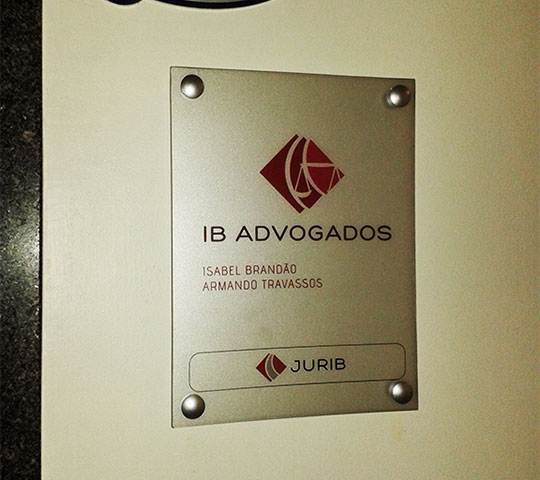 IB ADVOGADOS
ISABEL BRANDÃO
ARMANDO TRAVASSOS
JURIB